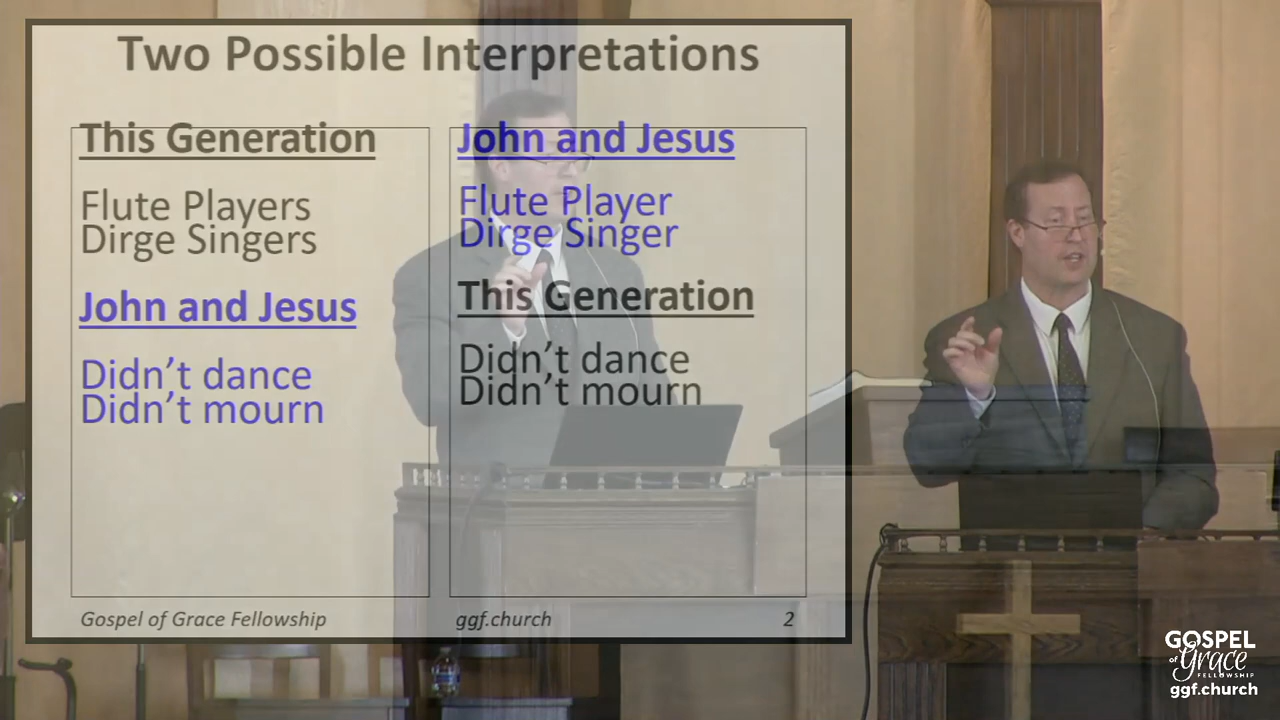 Two Possible Interpretations
This Generation
Flute Players
Dirge Singers
John and Jesus
Didn't dance
Didn't mourn
John and Jesus
Flute Player
Dirge Singer
This Generation
Didn't dance
Didn't mourn
Gospel of Grace Fellowship
ggf.church
2
GOSPEL
of Grace
FELLOWSHIP
ggf.church